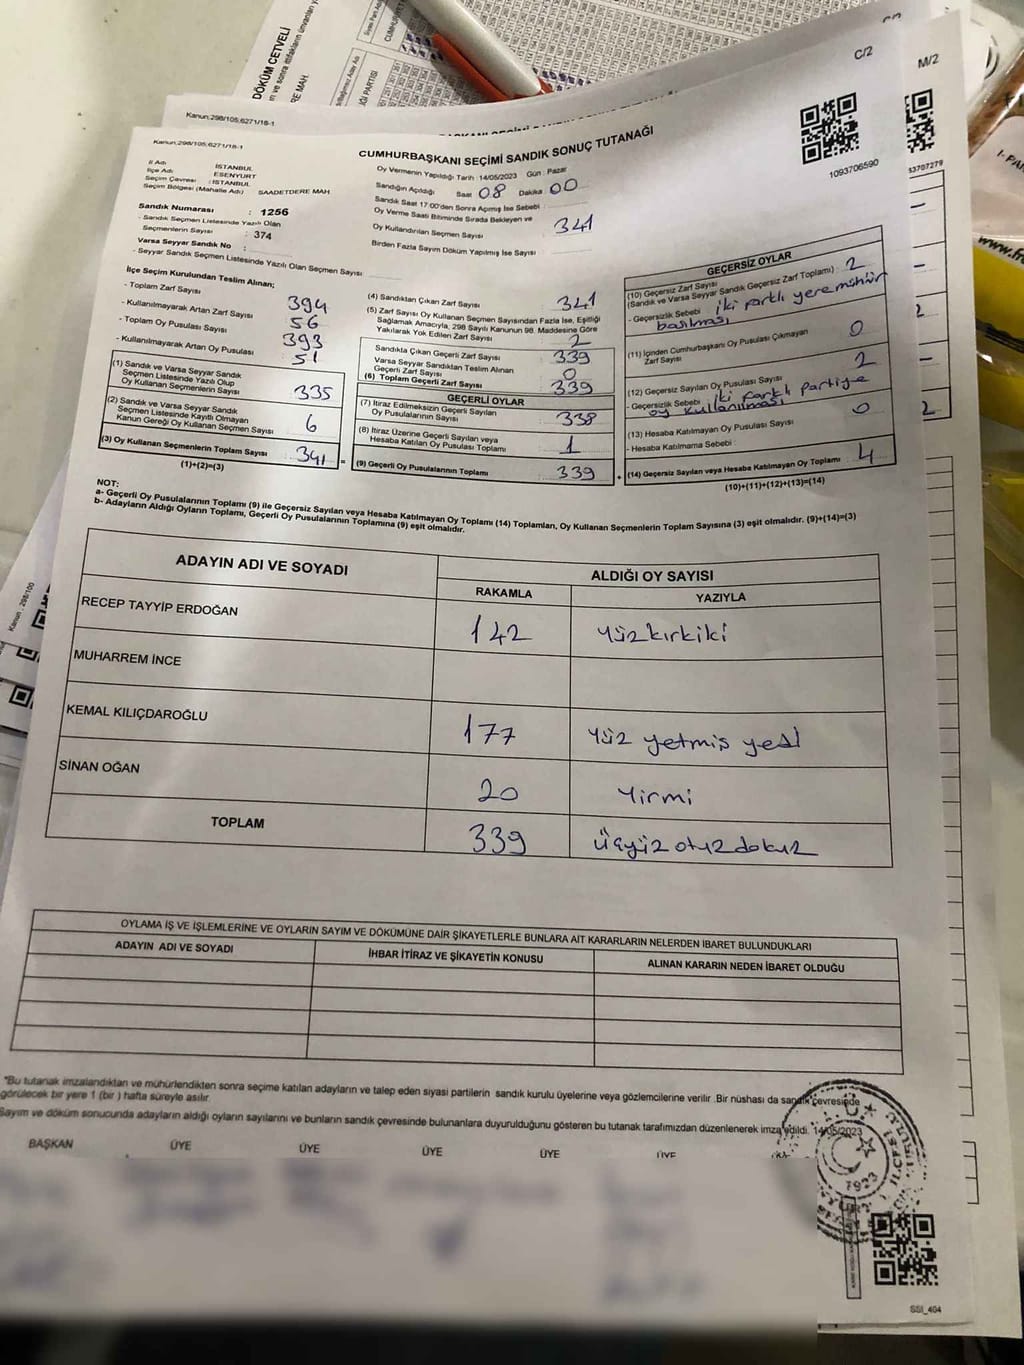 DÖKÜM CETVELİ
C/2
M/2
Kanun:298/105;6271/18-1
Kanun;298/105;6271/18-1
CUMHURBAŞKANI SEÇİMİ SANDIK SONUÇ TUTANAĞI
1093706590
İl Adı : İSTANBUL
İlçe Adı : ESENYURT
Seçim Çevresi : İSTANBUL
Seçim Bölgesi (Mahalle Adı) SAADETDERE MAH.
Sandık Numarası : 1256
- Sandık Seçmen Listesinde Yazılı Olan
Seçmenlerin Sayısı : 374
Varsa Seyyar Sandık No :
- Seyyar Sandık Seçmen Listesinde Yazılı Olan Seçmen Sayısı
Oy Vermenin Yapıldığı Tarih :14/05/2023 Gün : Pazar
Sandığın Açıldığı Saat 08 Dakika 00
Sandık Saat 17:00'den Sonra Açmış İse Sebebi :
Oy Verme Saati Bitiminde Sırada Bekleyen ve
Oy Kullandırılan Seçmen Sayısı : 341
Birden Fazla Sayım Döküm Yapılmış İse Sayısı :
İlçe Seçim Kurulundan Teslim Alınan;
- Toplam Zarf Sayısı : 394
- Kullanılmayarak Artan Zarf Sayısı : 56
- Toplam Oy Pusulası Sayısı : 393
- Kullanılmayarak Artan Oy Pusulası : 51
(1) Sandık ve Varsa Seyyar Sandık
Seçmen Listesinde Yazılı Olup
Oy Kullanan Seçmenlerin Sayısı : 335
(2) Sandık ve Varsa Seyyar Sandık
Seçmen Listesinde Kayıtlı Olmayan
Kanun Gereği Oy Kullanan Seçmen Sayısı : 6
(3) Oy Kullanan Seçmenlerin Toplam Sayısı : 341
(1)+(2)=(3)
(4) Sandıktan Çıkan Zarf Sayısı : 341
(5) Zarf Sayısı Oy Kullanan Seçmen Sayısından Fazla İse, Eşitliği
Sağlamak Amacıyla, 298 Sayılı Kanunun 98. Maddesine Göre
Yakılarak Yok Edilen Zarf Sayısı : 2
Sandıkta Çıkan Geçerli Zarf Sayısı : 339
Varsa Seyyar Sandıktan Teslim Alınan
Geçerli Zarf Sayısı : 0
(6) Toplam Geçerli Zarf Sayısı : 339
GEÇERLİ OYLAR
(7) İtiraz Edilmeksizin Geçerli Sayılan
Oy Pusulalarının Sayısı : 338
(8) İtiraz Üzerine Geçerli Sayılan veya
Hesaba Katılan Oy Pusulası Toplamı : 1
= (9) Geçerli Oy Pusulalarının Toplamı : 339 +
GEÇERSİZ OYLAR
(10) Geçersiz Zarf Sayısı : 2
(Sandık ve Varsa Seyyar Sandık Geçersiz Zarf Toplamı)
- Geçersizlik Sebebi : iki farklı yere mühür
basılması
(11) İçinden Cumhurbaşkanı Oy Pusulası Çıkmayan
Zarf Sayısı : 0
(12) Geçersiz Sayılan Oy Pusulası Sayısı : 2
- Geçersizlik Sebebi : iki farklı partiye
oy kullanılması
(13) Hesaba Katılmayan Oy Pusulası Sayısı : 0
- Hesaba Katılmama Sebebi :
(14) Geçersiz Sayılan veya Hesaba Katılmayan Oy Toplamı : 4
(10)+(11)+(12)+(13)=(14)
NOT:
a- Geçerli Oy Pusulalarının Toplamı (9) ile Geçersiz Sayılan veya Hesaba Katılmayan Oy Toplamı (14) Toplamları, Oy Kullanan Seçmenlerin Toplam Sayısına (3) eşit olmalıdır. (9)+(14)=(3)
b- Adayların Aldığı Oyların Toplamı, Geçerli Oy Pusulalarının Toplamına (9) eşit olmalıdır.
ADAYIN ADI VE SOYADI ALDIĞI OY SAYISI
RAKAMLA YAZIYLA
RECEP TAYYİP ERDOĞAN 142 Yüzkırkiki
MUHARREM İNCE
KEMAL KILIÇDAROĞLU 177 Yüz yetmiş yedi
SİNAN OĞAN 20 Yirmi
TOPLAM 339 Üçyüz otuz dokuz
OYLAMA İŞ VE İŞLEMLERİNE VE OYLARIN SAYIM VE DÖKÜMÜNE DAİR ŞİKAYETLERLE BUNLARA AİT KARARLARIN NELERDEN İBARET BULUNDUKLARI
ADAYIN ADI VE SOYADI İHBAR İTİRAZ VE ŞİKAYETİN KONUSU ALINAN KARARIN NEDEN İBARET OLDUĞU
"Bu tutanak imzalandıktan ve mühürlendikten sonra seçime katılan adayların ve talep eden siyasi partilerin sandık kurulu üyelerine veya gözlemcilerine verilir .Bir nüshası da sandık çevresinde
görülecek bir yere 1 (bir ) hafta süreyle asılır.
Sayım ve döküm sonucunda adayların aldığı oyların sayılarını ve bunların sandık çevresinde bulunanlara duyurulduğunu gösteren bu tutanak tarafımızdan düzenlenerek imza edildi. 14/05/2023
BAŞKAN ÜYE ÜYE ÜYE ÜYE ÜYE
1923
SSI_404